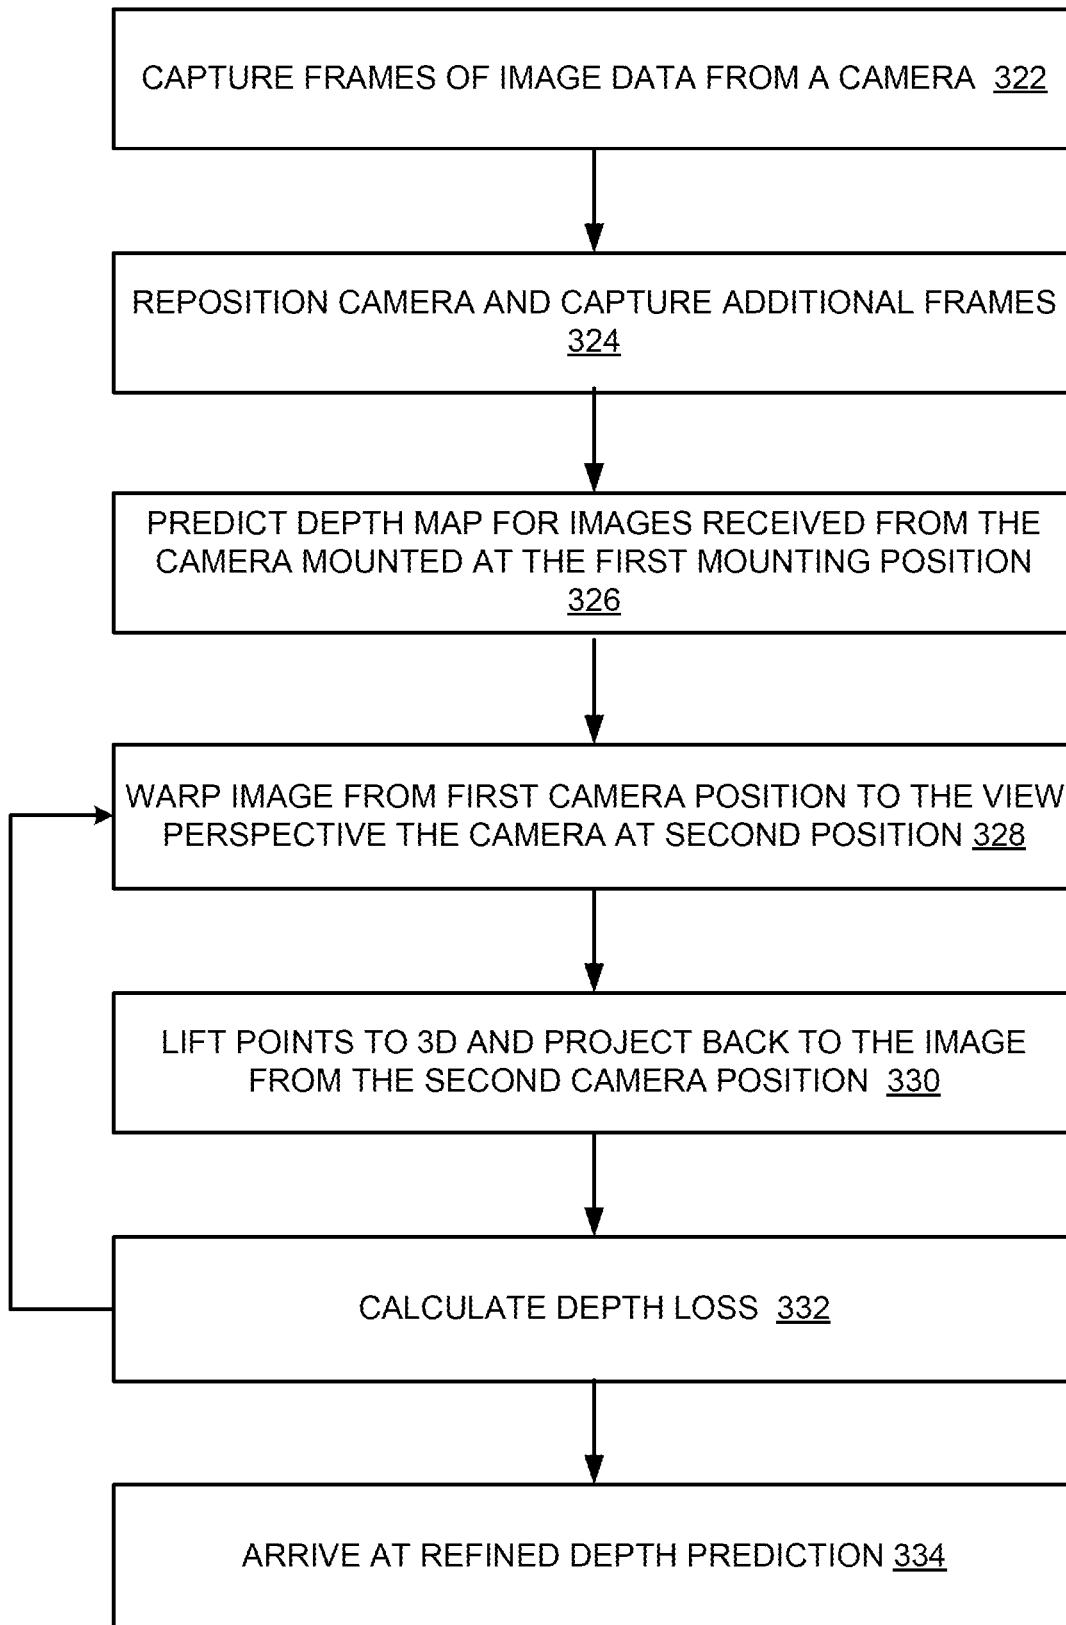 CAPTURE FRAMES OF IMAGE DATA FROM A CAMERA 322
REPOSITION CAMERA AND CAPTURE ADDITIONAL FRAMES
324
PREDICT DEPTH MAP FOR IMAGES RECEIVED FROM THE
CAMERA MOUNTED AT THE FIRST MOUNTING POSITION
326
WARP IMAGE FROM FIRST CAMERA POSITION TO THE VIEW
PERSPECTIVE THE CAMERA AT SECOND POSITION 328
LIFT POINTS TO 3D AND PROJECT BACK TO THE IMAGE
FROM THE SECOND CAMERA POSITION 330
CALCULATE DEPTH LOSS 332
ARRIVE AT REFINED DEPTH PREDICTION 334